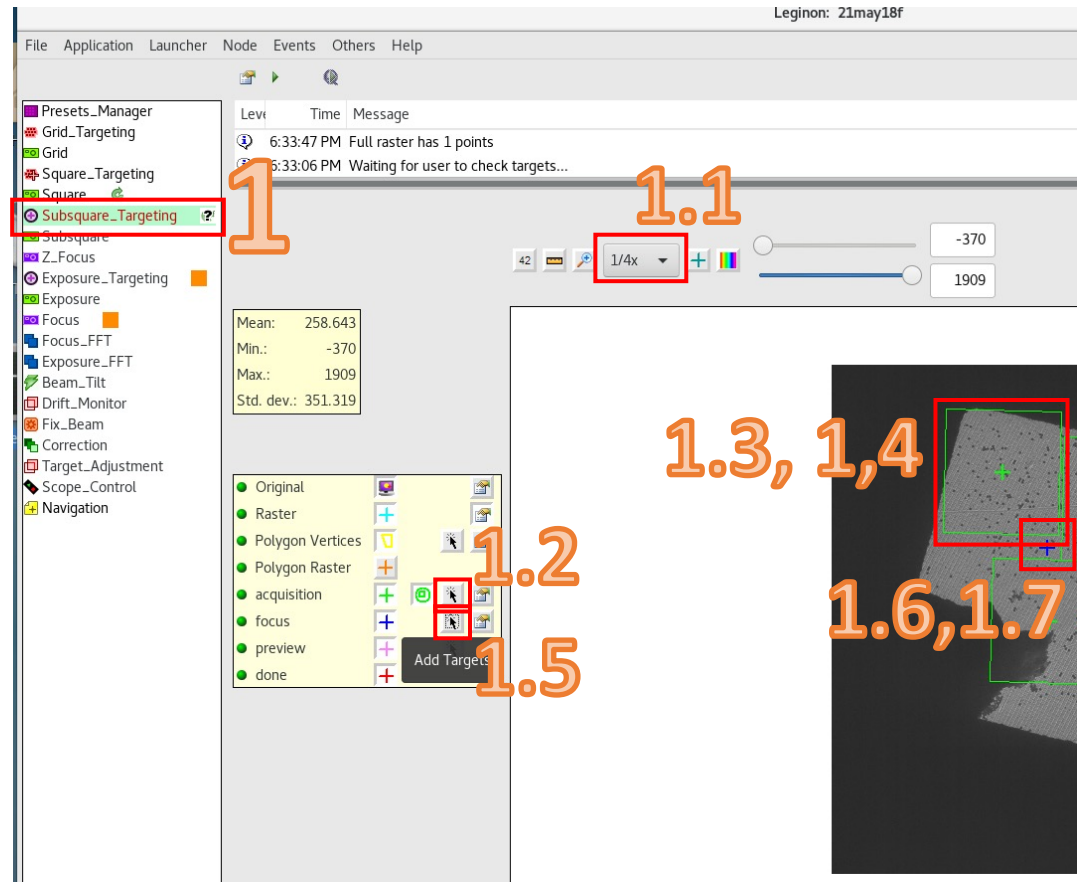 Leginon: 21may18f
File Application Launcher Node Events Others Help
Presets_Manager
Grid_Targeting
Grid
Square_Targeting
Square
Subsquare_Targeting ?
Subsquare
Z_Focus
Exposure_Targeting
Exposure
Focus
Focus_FFT
Exposure_FFT
Beam_Tilt
Drift_Monitor
Fix_Beam
Correction
Target_Adjustment
Scope_Control
Navigation
1
Leve Time Message
6:33:47 PM Full raster has 1 points
6:33:06 PM Waiting for user to check targets...
1.1
42 1/4x -370
1909
Mean: 258.643
Min.: -370
Max.: 1909
Std. dev.: 351.319
Original
Raster
Polygon Vertices
Polygon Raster
acquisition
focus
preview
done
Add Targets
1.2
1.5
1.3, 1,4
1.6,1.7